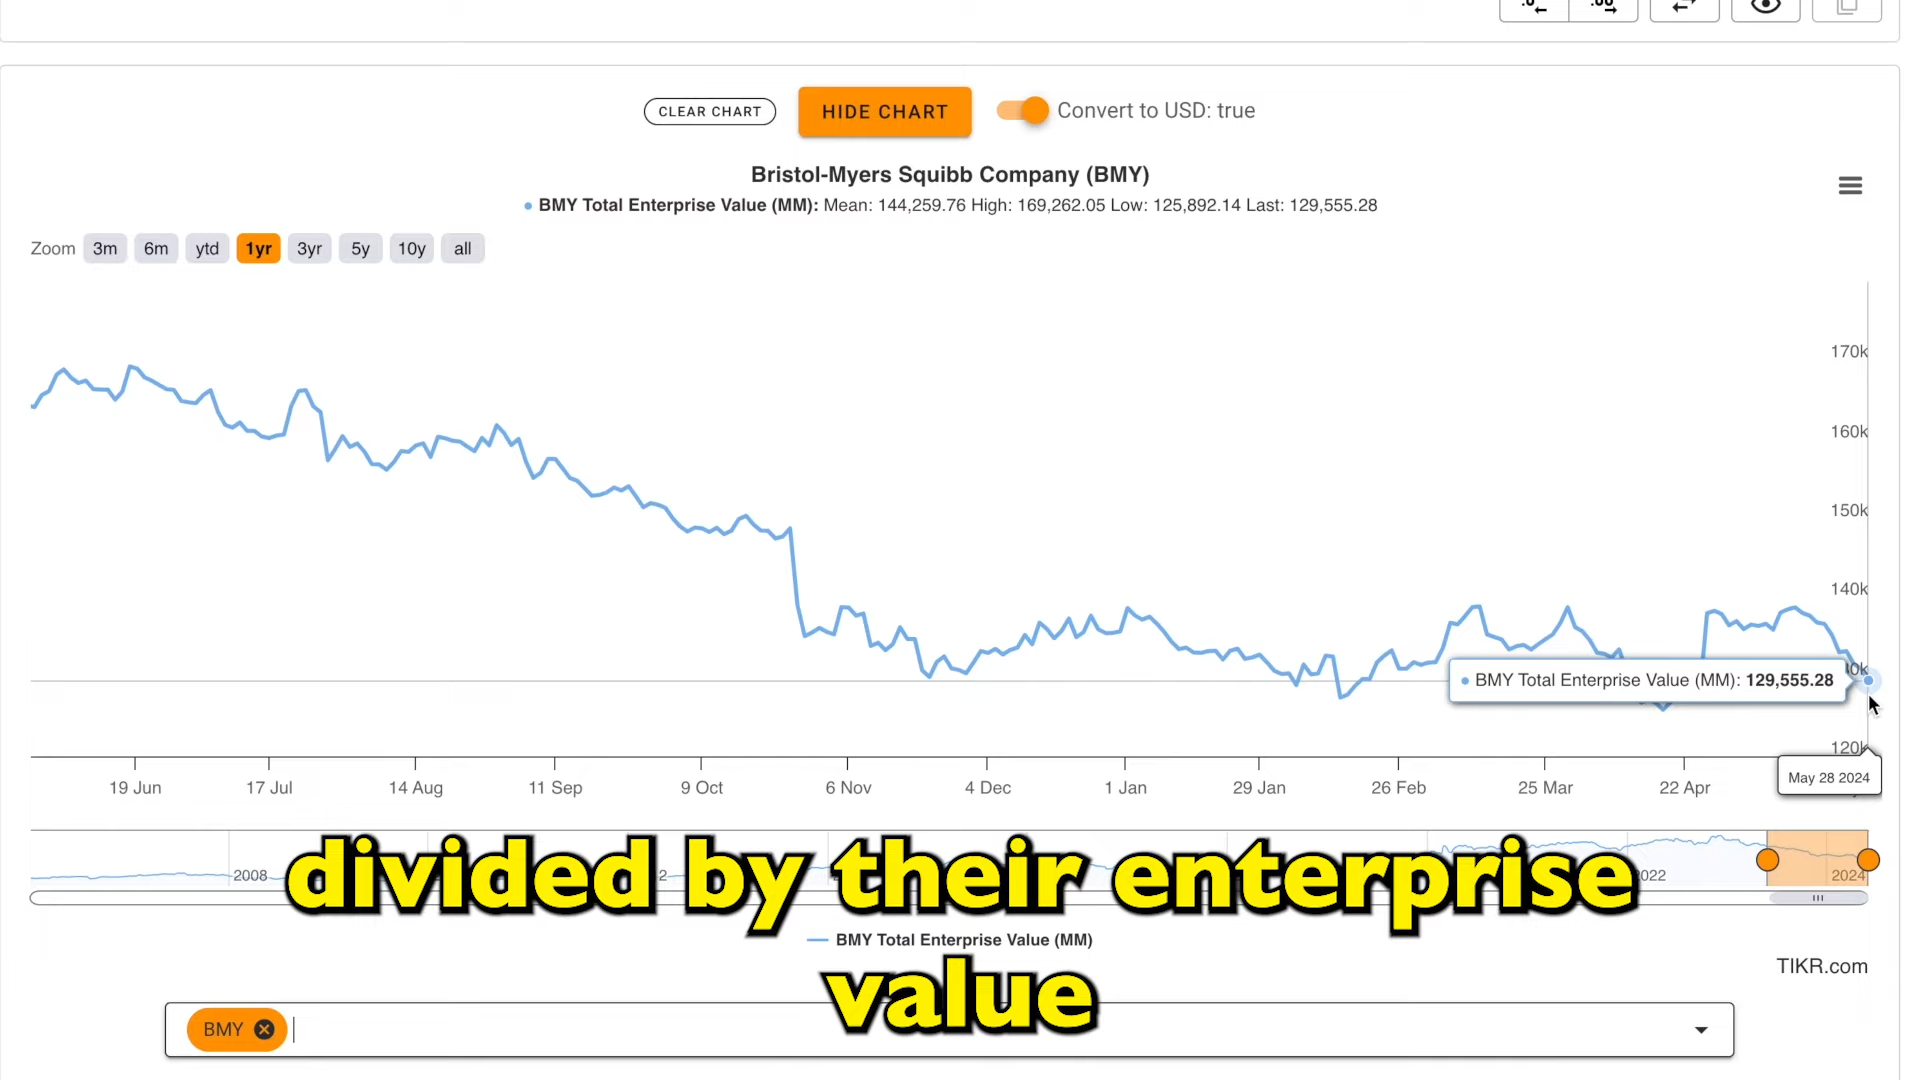 CLEAR CHART
HIDE CHART
Convert to USD: true
Bristol-Myers Squibb Company (BMY)
BMY Total Enterprise Value (MM): Mean: 144,259.76 High: 169,262.05 Low: 125,892.14 Last: 129,555.28
Zoom 3m 6m ytd 1yr 3yr 5y 10y all
170k
160k
150k
140k
BMY Total Enterprise Value (MM): 129,555.28
120k
May 28 2024
19 Jun 17 Jul 14 Aug 11 Sep 9 Oct 6 Nov 4 Dec 1 Jan 29 Jan 26 Feb 25 Mar 22 Apr
2008 2024
divided by their enterprise
BMY Total Enterprise Value (MM)
TIKR.com
value
BMY